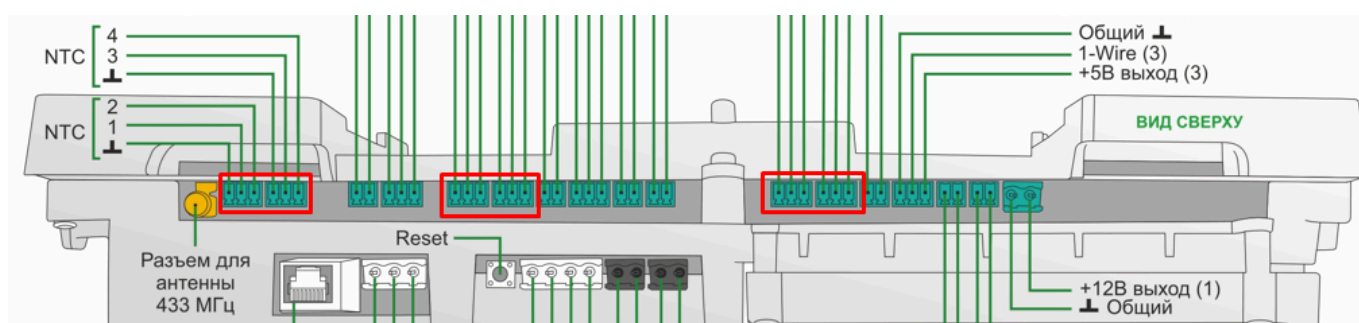 4
NTC 3
⊥
2
NTC 1
⊥
Общий ⊥
1-Wire (3)
+5В выход (3)
ВИД СВЕРХУ
Разъем для
антенны
433 МГц
Reset
+12В выход (1)
⊥ Общий